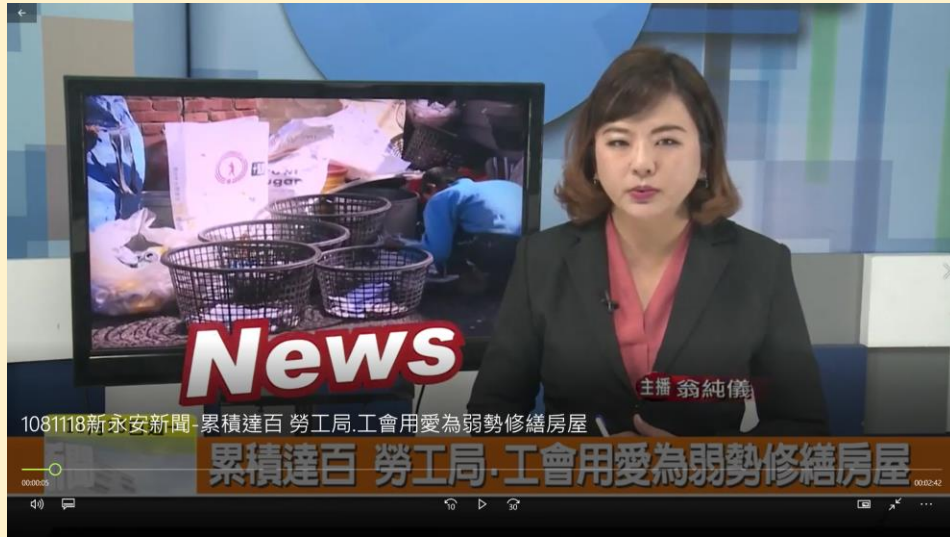 ugar
News
主播 翁純儀
1081118新永安新聞-累積達百 勞工局.工會用愛為弱勢修繕房屋
累積達百 勞工局.工會用愛為弱勢修繕房屋
00:00:05
00:02:42
10
30